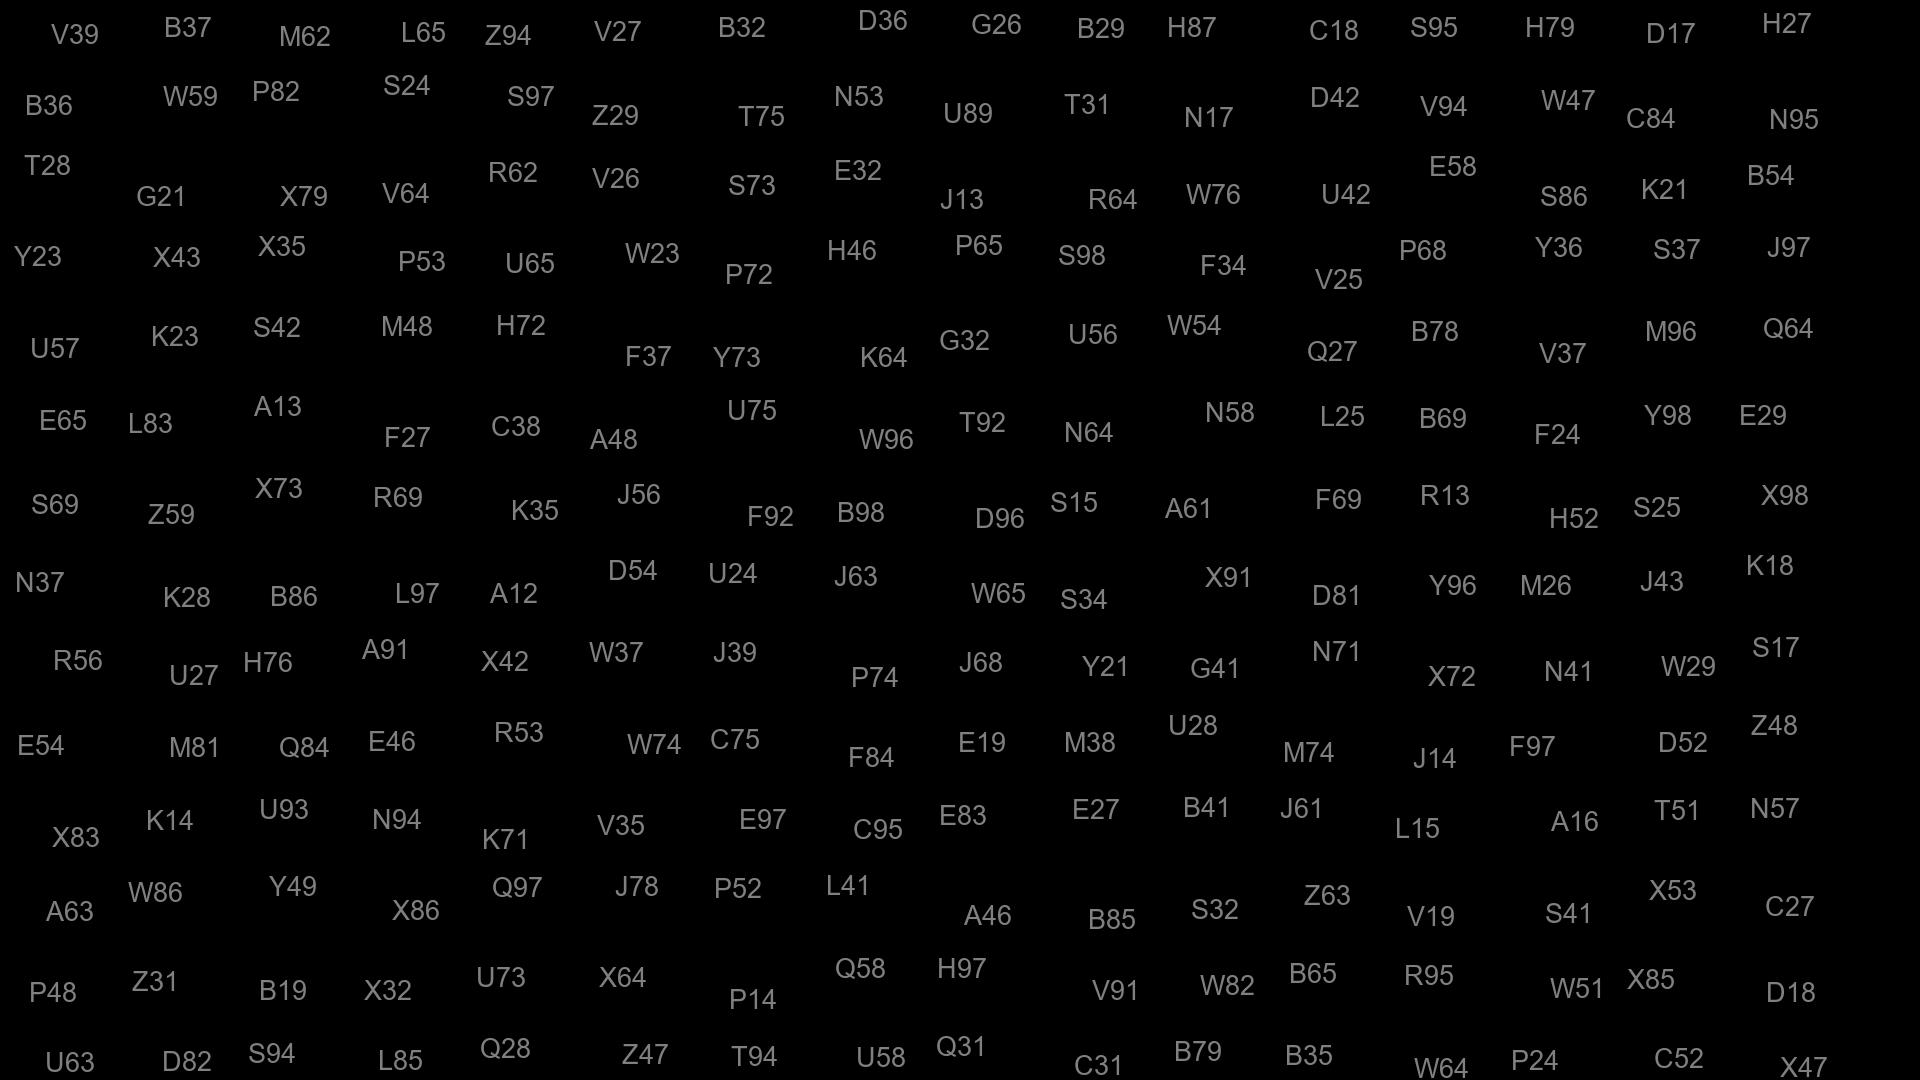 V39 B37 M62 L65 Z94 V27 B32 D36 G26 B29 H87 C18 S95 H79 D17 H27
B36 W59 P82 S24 S97 Z29 T75 N53 U89 T31 N17 D42 V94 W47 C84 N95
T28 G21 X79 V64 R62 V26 S73 E32 J13 R64 W76 U42 E58 S86 K21 B54
Y23 X43 X35 P53 U65 W23 P72 H46 P65 S98 F34 V25 P68 Y36 S37 J97
U57 K23 S42 M48 H72 F37 Y73 K64 G32 U56 W54 Q27 B78 V37 M96 Q64
E65 L83 A13 F27 C38 A48 U75 W96 T92 N64 N58 L25 B69 F24 Y98 E29
S69 Z59 X73 R69 K35 J56 F92 B98 D96 S15 A61 F69 R13 H52 S25 X98
N37 K28 B86 L97 A12 D54 U24 J63 W65 S34 X91 D81 Y96 M26 J43 K18
R56 U27 H76 A91 X42 W37 J39 P74 J68 Y21 G41 N71 X72 N41 W29 S17
E54 M81 Q84 E46 R53 W74 C75 F84 E19 M38 U28 M74 J14 F97 D52 Z48
X83 K14 U93 N94 K71 V35 E97 C95 E83 E27 B41 J61 L15 A16 T51 N57
A63 W86 Y49 X86 Q97 J78 P52 L41 A46 B85 S32 Z63 V19 S41 X53 C27
P48 Z31 B19 X32 U73 X64 P14 Q58 H97 V91 W82 B65 R95 W51 X85 D18
U63 D82 S94 L85 Q28 Z47 T94 U58 Q31 C31 B79 B35 W64 P24 C52 X47